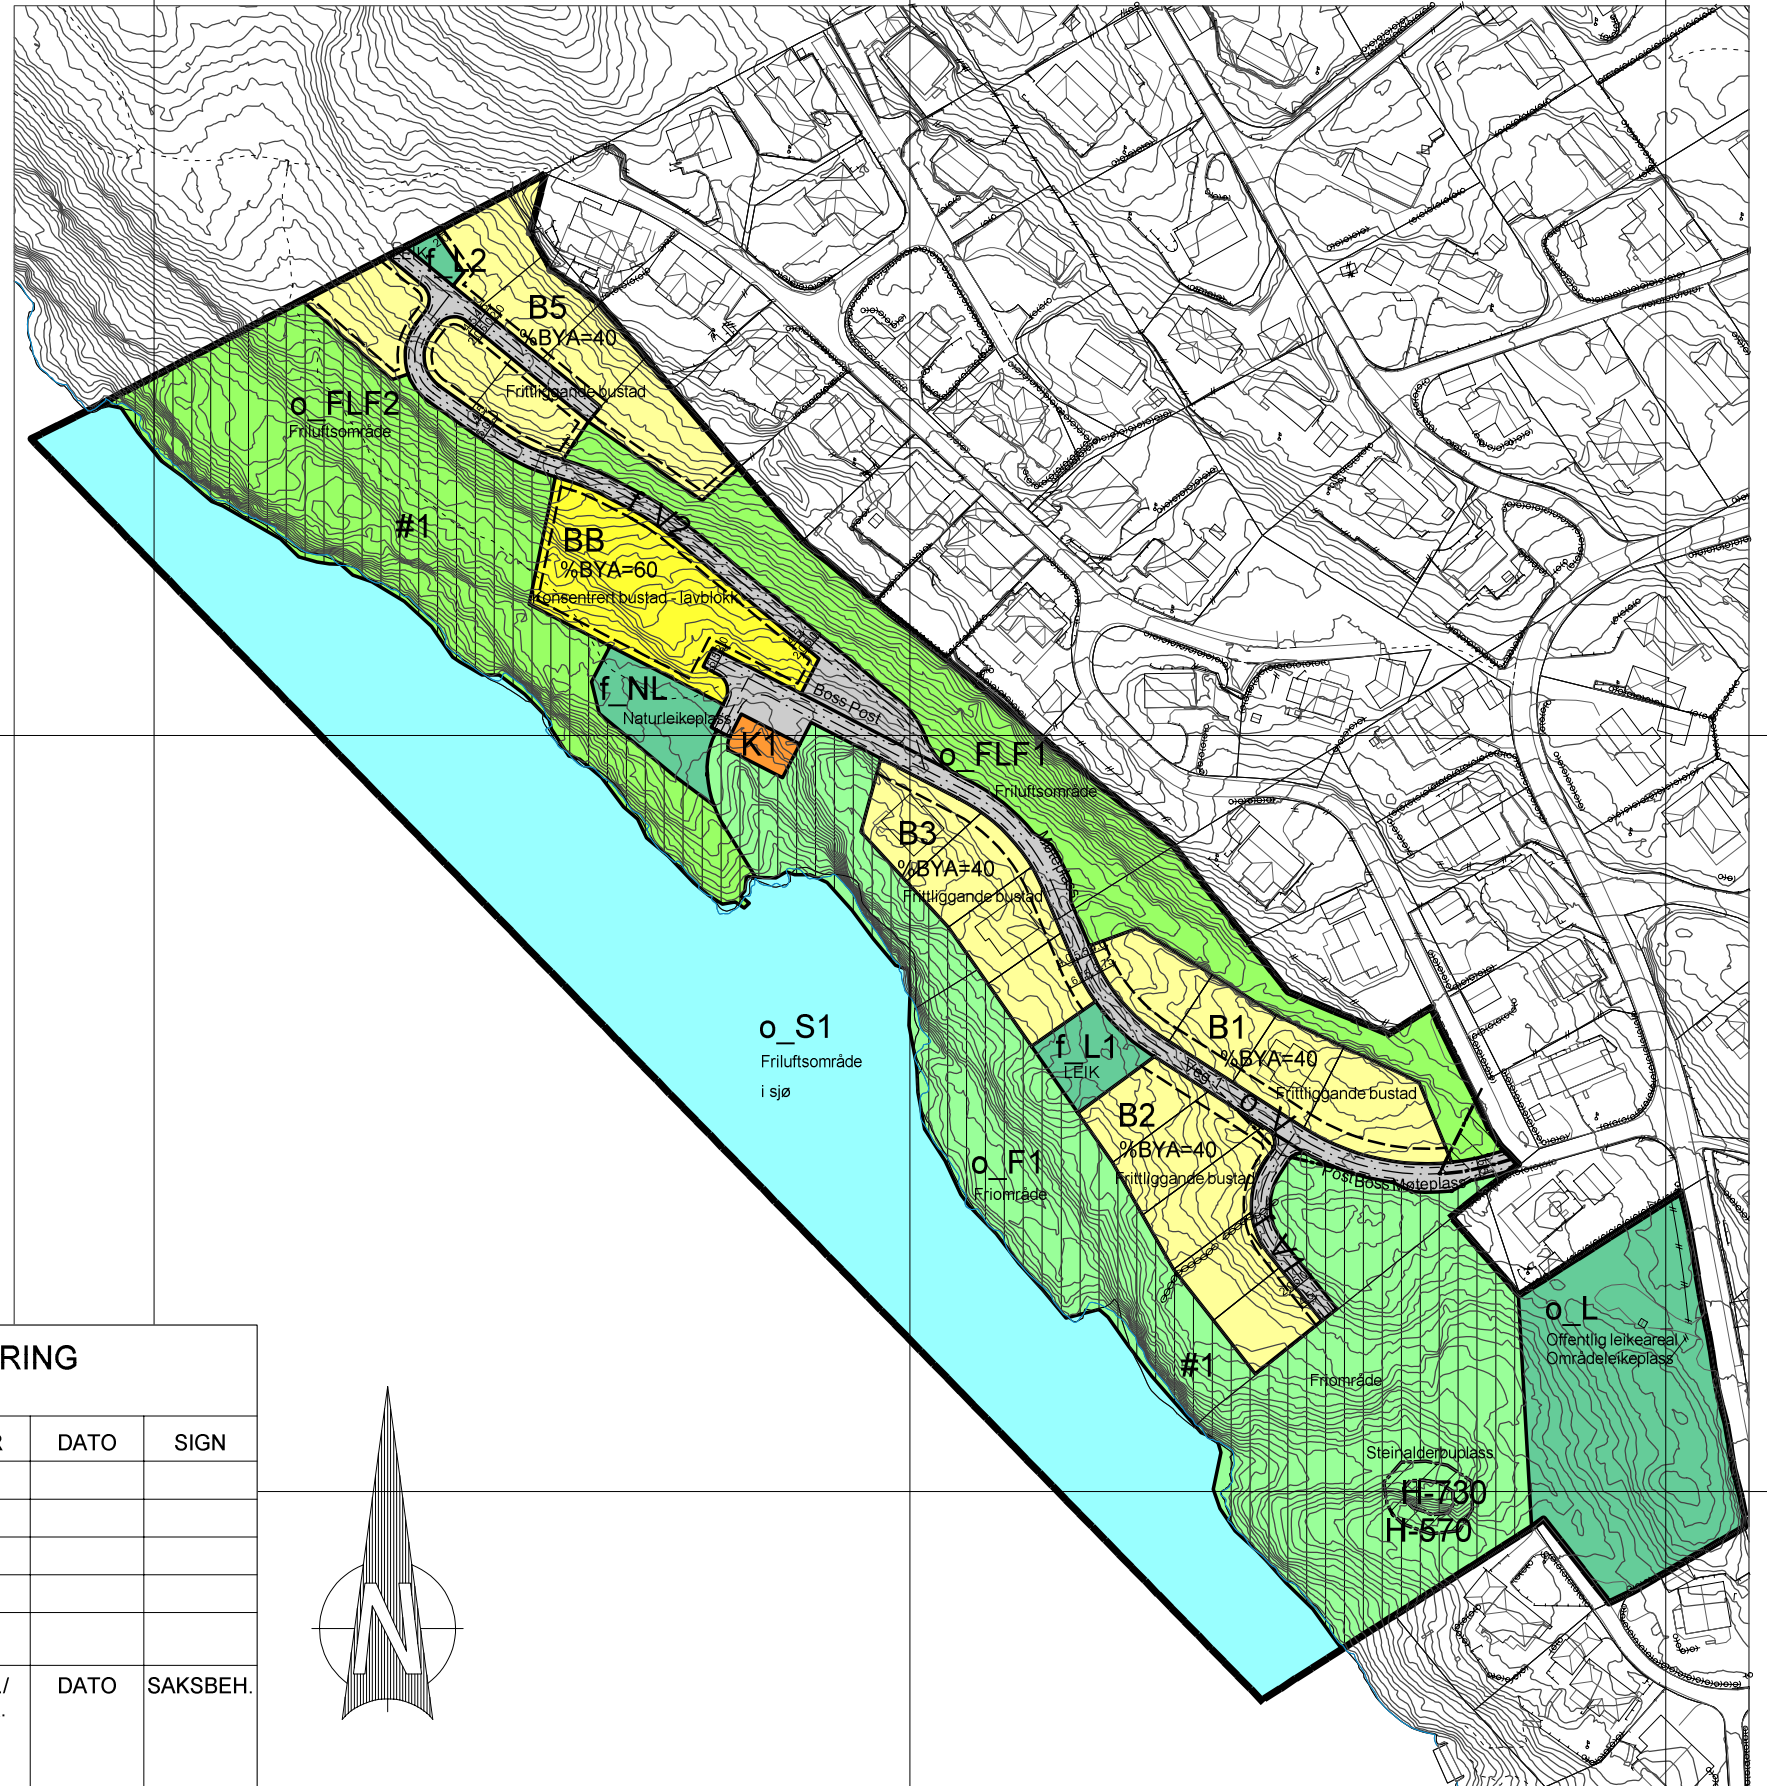 f_L2
B5
%BYA=40
Frittliggande bustad
o_FLF2
Friluftsområde
#1
BB
%BYA=60
Konsentrert bustad - lavblokk
f_NL
Naturleikeplass
Boss Post
K1
o_FLF1
Friluftsområde
B3
%BYA=40
Frittliggande bustad
Møteplass
o_S1
Friluftsområde
i sjø
f_L1
LEIK
B1
%BYA=40
Frittliggande bustad
B2
%BYA=40
Frittliggande bustad
o_F1
Friområde
Post Boss Møteplass
o_L
Offentlig leikeareal
Områdeleikeplass
#1
Friområde
Steinalderbuplass
H-730
H-570
RING
DATO
SIGN
DATO
SAKSBEH.
N